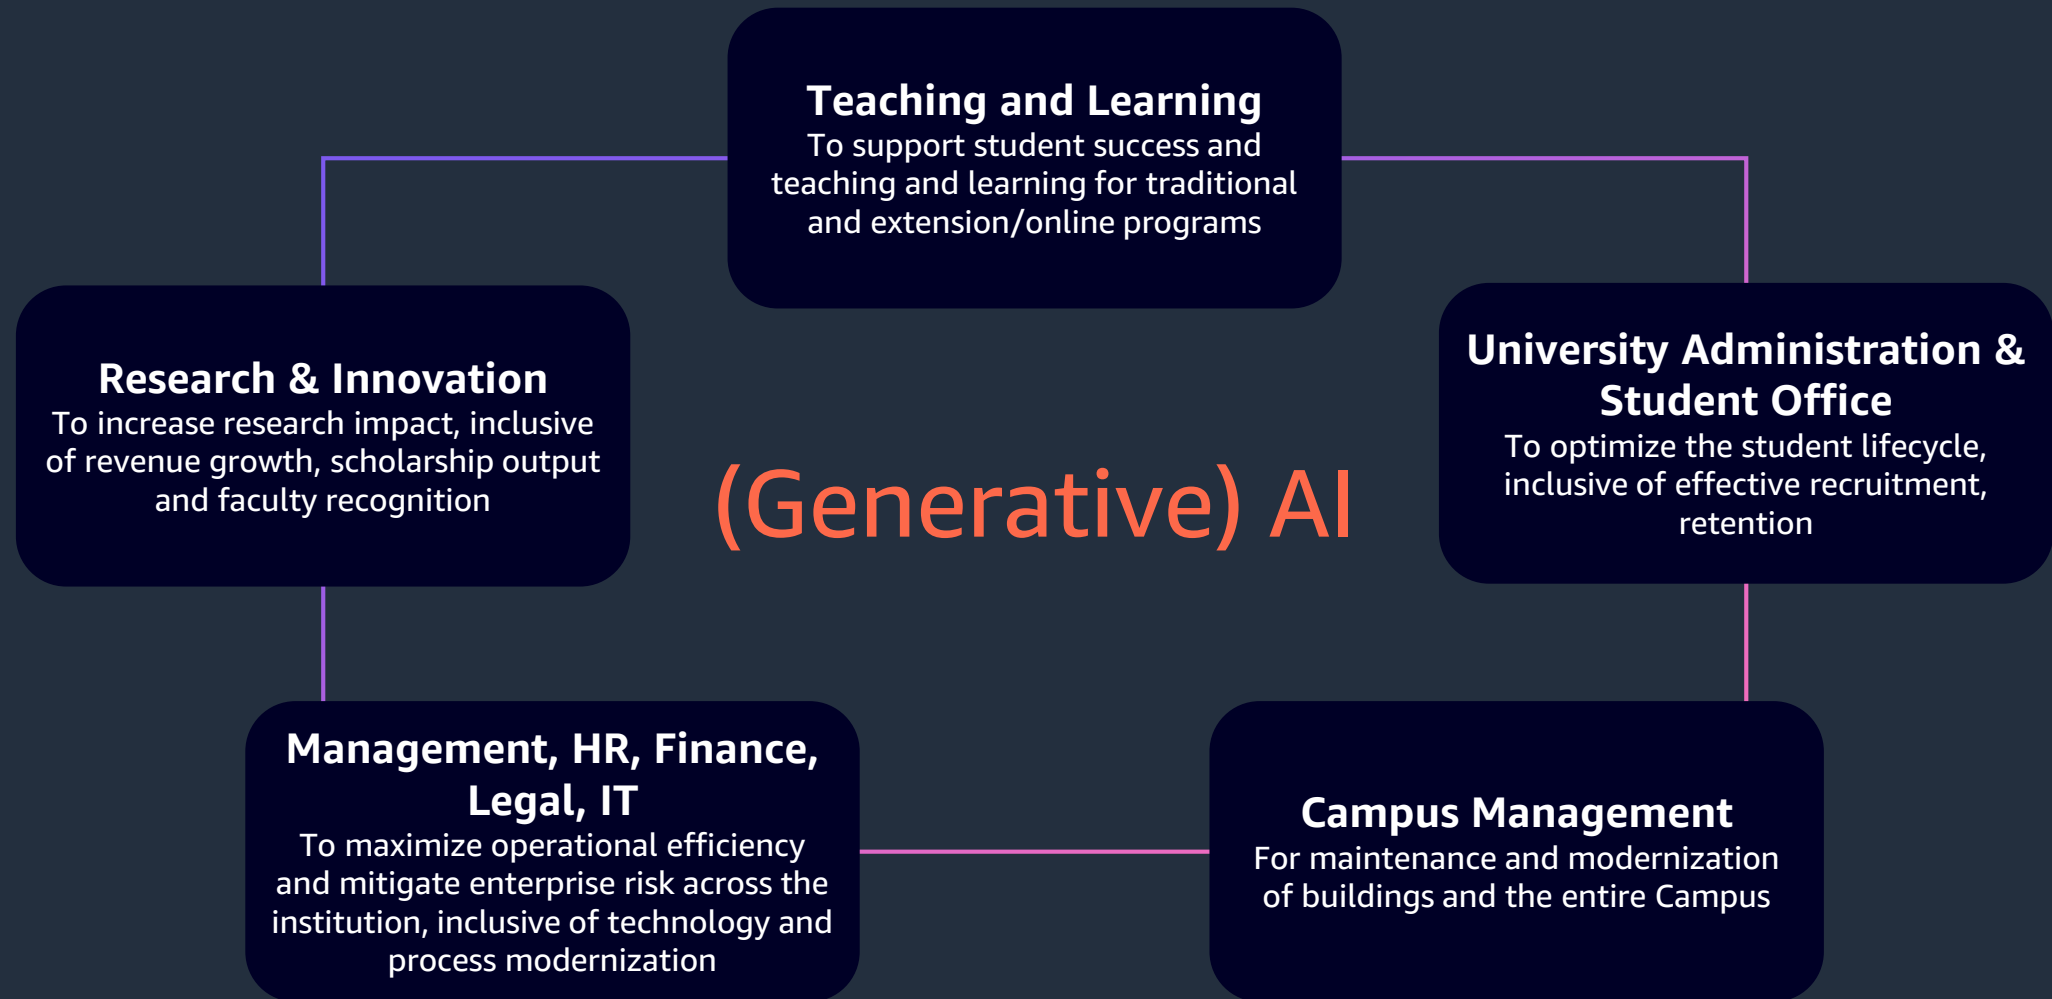 Teaching and Learning
To support student success and
teaching and learning for traditional
and extension/online programs
Research & Innovation
To increase research impact, inclusive
of revenue growth, scholarship output
and faculty recognition
University Administration &
Student Office
To optimize the student lifecycle,
inclusive of effective recruitment,
retention
(Generative) AI
Management, HR, Finance,
Legal, IT
To maximize operational efficiency
and mitigate enterprise risk across the
institution, inclusive of technology and
process modernization
Campus Management
For maintenance and modernization
of buildings and the entire Campus